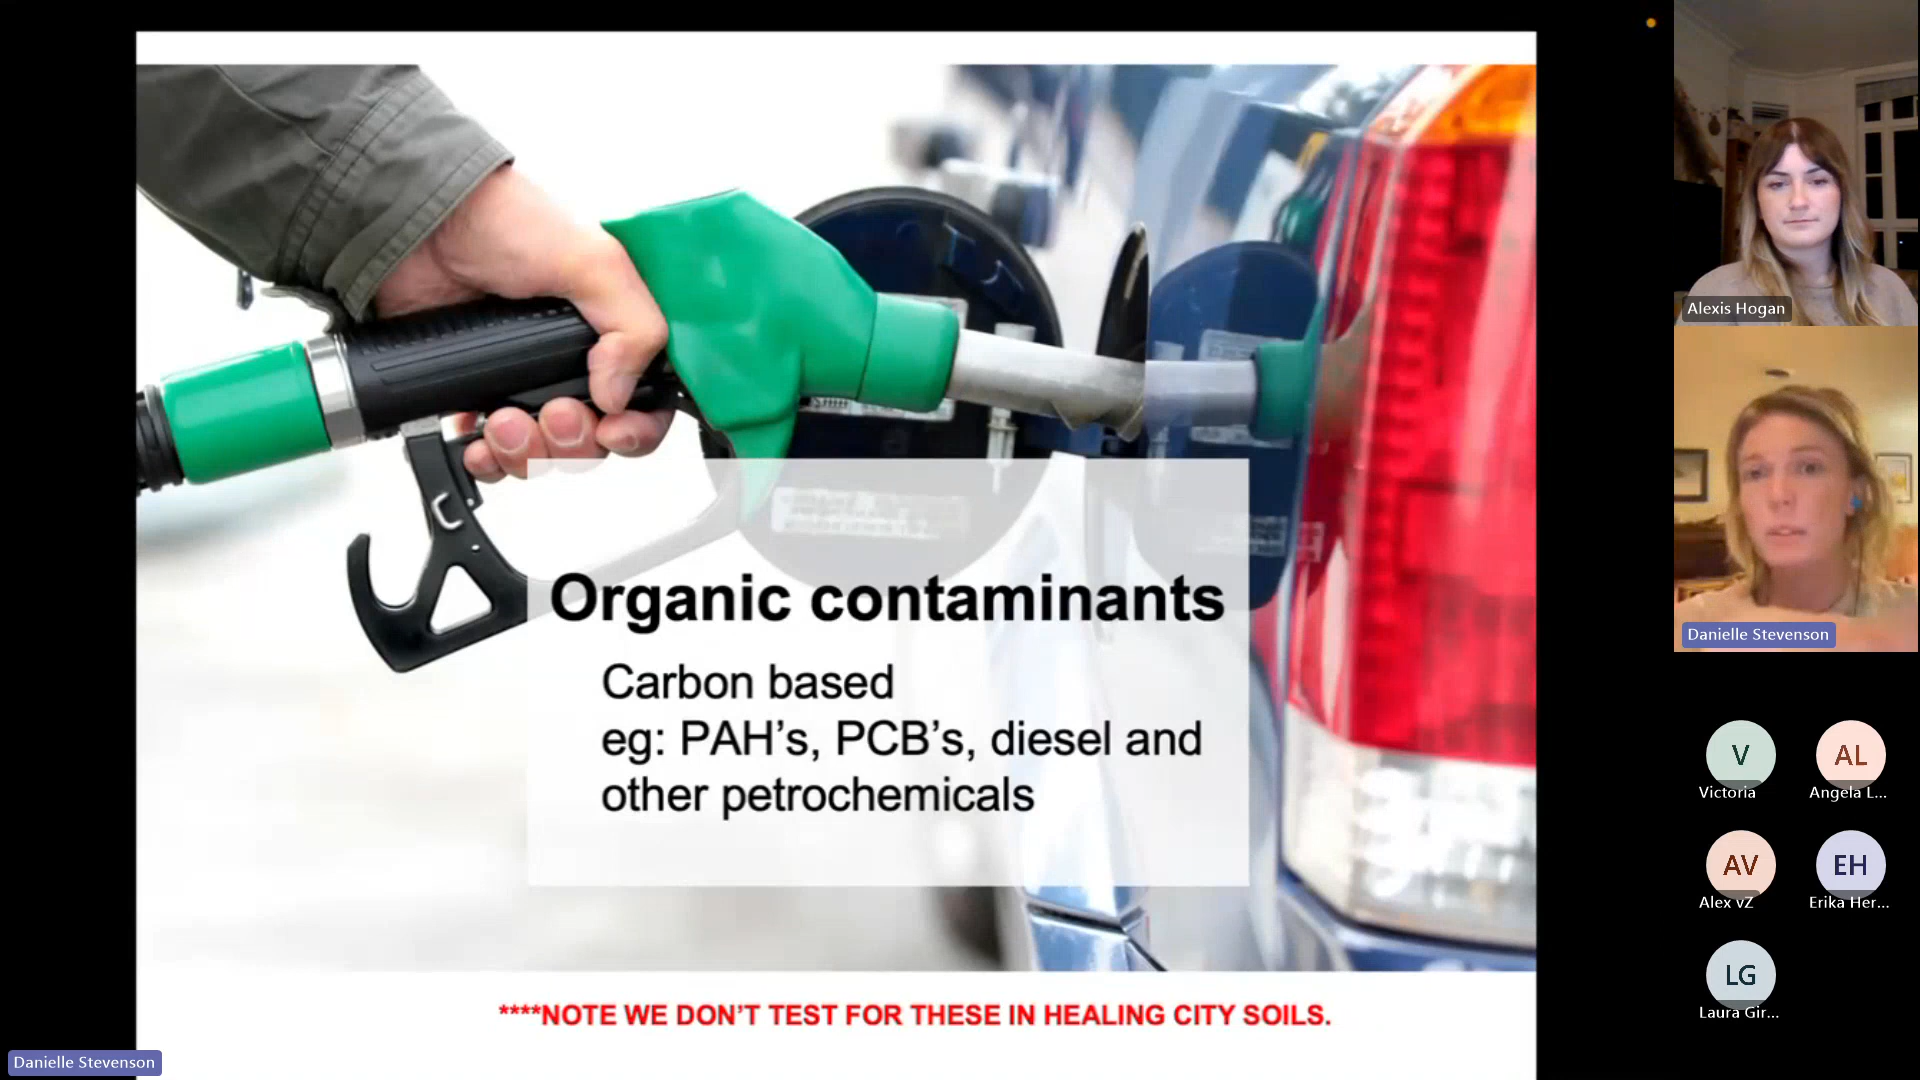 Organic contaminants
Carbon based
eg: PAH's, PCB's, diesel and
other petrochemicals
****NOTE WE DON'T TEST FOR THESE IN HEALING CITY SOILS.
Danielle Stevenson
Alexis Hogan
Danielle Stevenson
V
Victoria
AL
Angela L...
AV
Alex vZ
EH
Erika Her...
LG
Laura Gir...